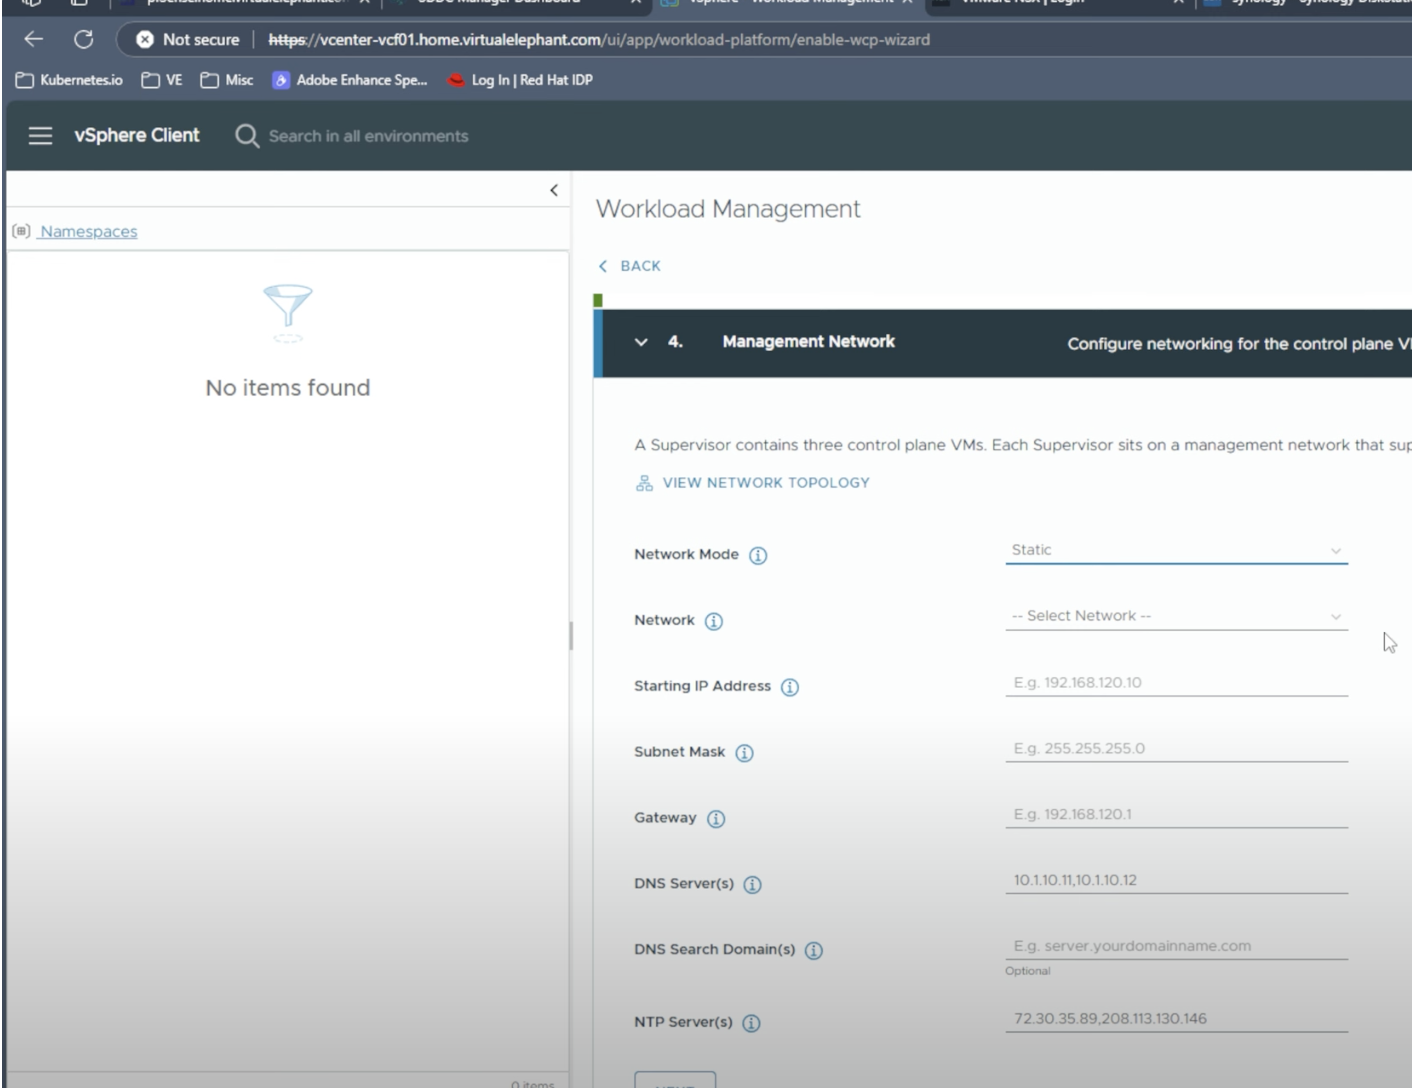 vSphere - Workload Management
VMware NSX | Login
Not secure | https://vcenter-vcf01.home.virtualelephant.com/ui/app/workload-platform/enable-wcp-wizard
Kubernetes.io VE Misc Adobe Enhance Spe... Log In | Red Hat IDP
vSphere Client Search in all environments
Namespaces
No items found
0 items
Workload Management
BACK
4. Management Network Configure networking for the control plane
A Supervisor contains three control plane VMs. Each Supervisor sits on a management network that
VIEW NETWORK TOPOLOGY
Network Mode Static
Network -- Select Network --
Starting IP Address E.g. 192.168.120.10
Subnet Mask E.g. 255.255.255.0
Gateway E.g. 192.168.120.1
DNS Server(s) 10.1.10.11,10.1.10.12
DNS Search Domain(s) E.g. server.yourdomainname.com
Optional
NTP Server(s) 72.30.35.89,208.113.130.146